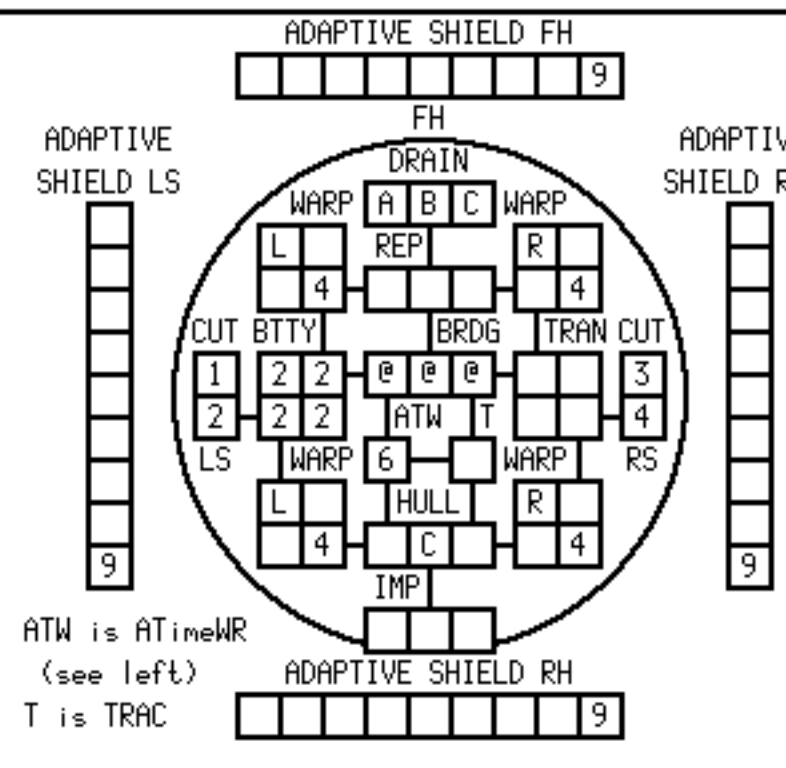 ADAPTIVE SHIELD FH
9
FH
ADAPTIVE
SHIELD LS
ADAPTIV
SHIELD R
DRAIN
WARP A B C WARP
L REP R
4 4
CUT BTTY BRDG TRAN CUT
1 2 2 @ @ @ 3
2 2 2 ATW T 4
LS WARP 6 WARP RS
L HULL R
4 C 4
9 9
IMP
ATW is ATimeWR
(see left)
T is TRAC
ADAPTIVE SHIELD RH
9